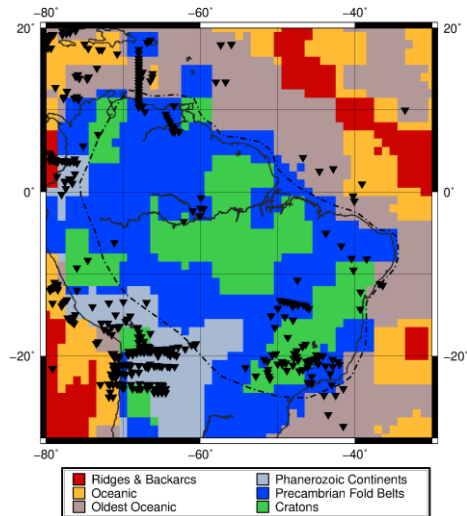 −80˚ −60˚ −40˚
20˚ 20˚
0˚ 0˚
−20˚ −20˚
−80˚ −60˚ −40˚
Ridges & Backarcs Phanerozoic Continents
Oceanic Precambrian Fold Belts
Oldest Oceanic Cratons